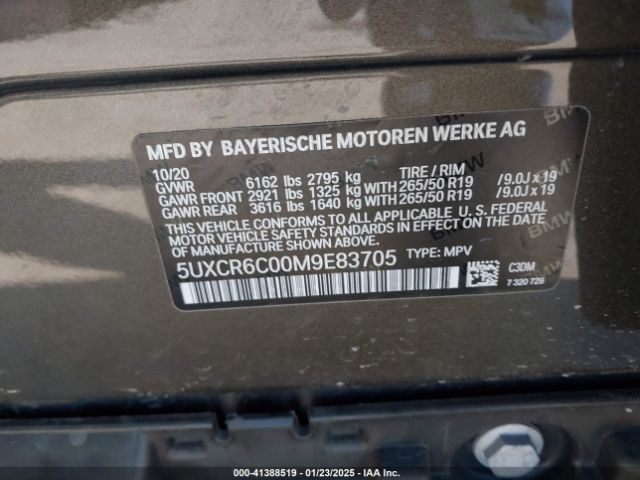 MFD BY BAYERISCHE MOTOREN WERKE AG
10/20 TIRE / RIM
GVWR 6162 lbs 2795 kg
GAWR FRONT 2921 lbs 1325 kg WITH 265/50 R19 /9.0J x 19
GAWR REAR 3616 lbs 1640 kg WITH 265/50 R19 /9.0J x 19
THIS VEHICLE CONFORMS TO ALL APPLICABLE U.S. FEDERAL
MOTOR VEHICLE SAFETY STANDARDS IN EFFECT ON THE DATE
OF MANUFACTURE SHOWN ABOVE.
5UXCR6C00M9E83705 TYPE: MPV
C3DM
7 320 729
000-41388519 - 01/23/2025 - IAA Inc.